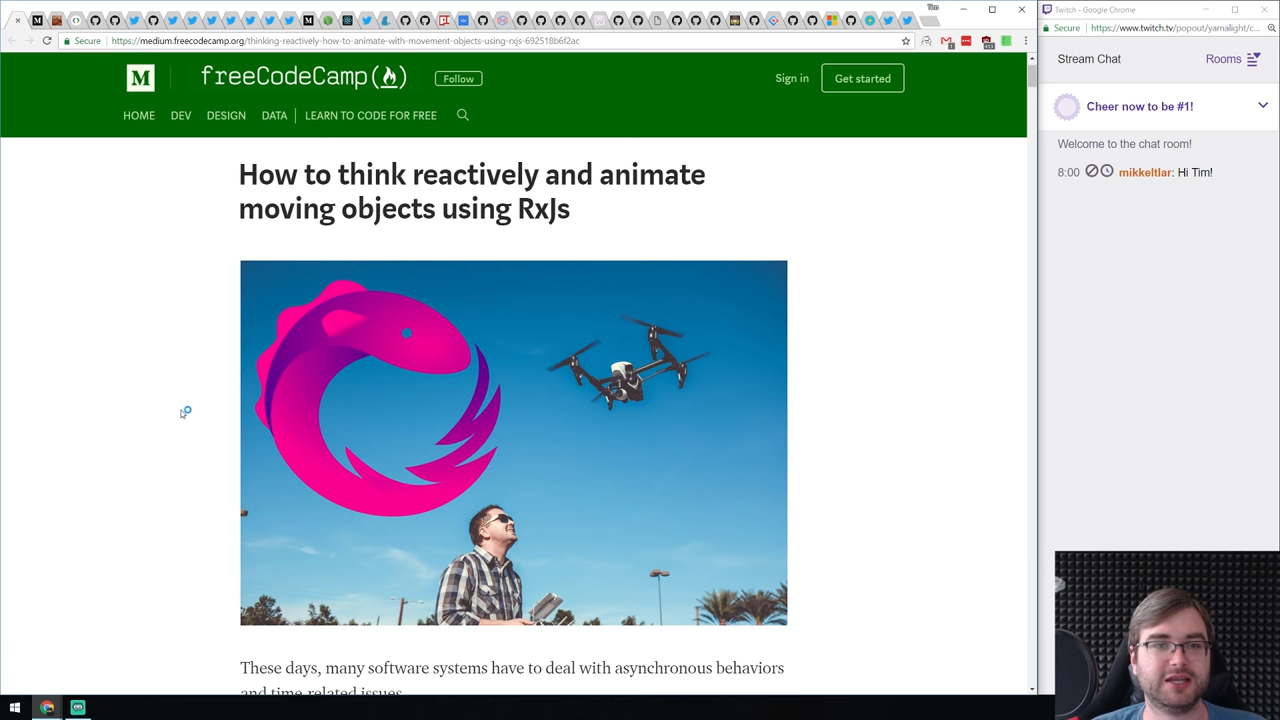 Tim
Secure
https://medium.freecodecamp.org/thinking-reactively-how-to-animate-with-movement-objects-using-rxjs-692518b6f2ac
M
freeCodeCamp
Follow
Sign in
Get started
HOME
DEV
DESIGN
DATA
LEARN TO CODE FOR FREE
How to think reactively and animate
moving objects using RxJs
These days, many software systems have to deal with asynchronous behaviors
and time-related issues.
Twitch - Google Chrome
Secure
https://www.twitch.tv/popout/yamalight/c...
Stream Chat
Rooms
Cheer now to be #1!
Welcome to the chat room!
8:00 mikkeltlar: Hi Tim!